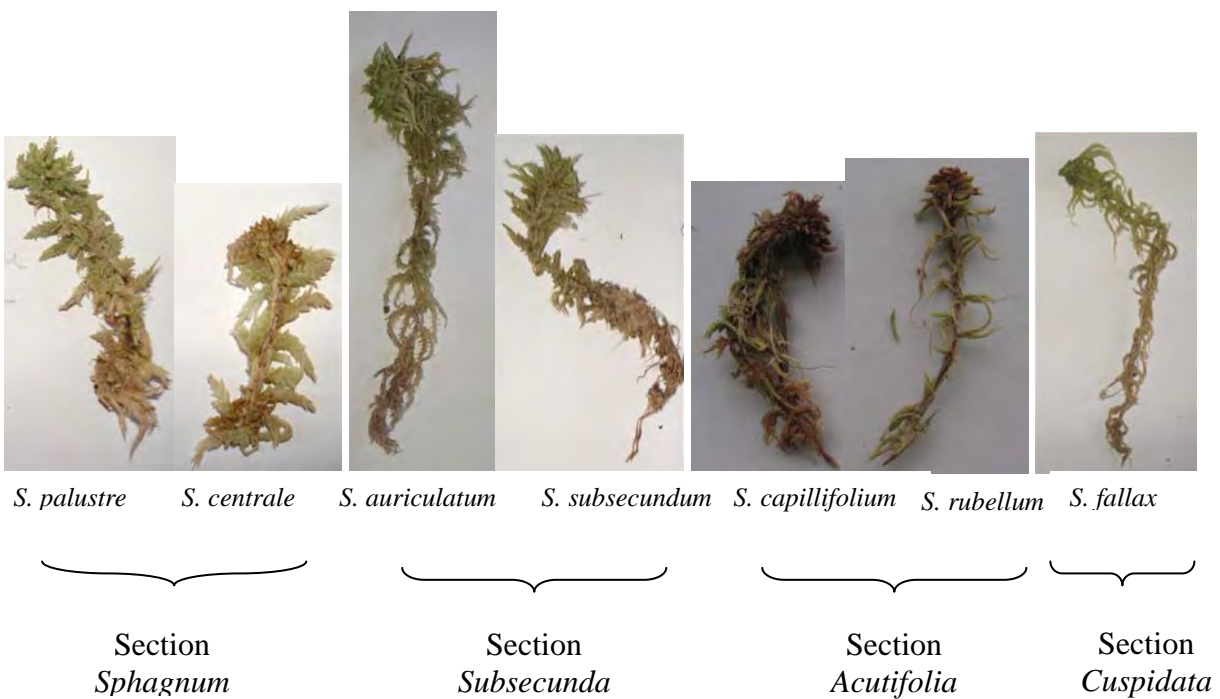 S. palustre S. centrale S. auriculatum S. subsecundum S. capillifolium S. rubellum S. fallax
Section Section Section Section
Sphagnum Subsecunda Acutifolia Cuspidata